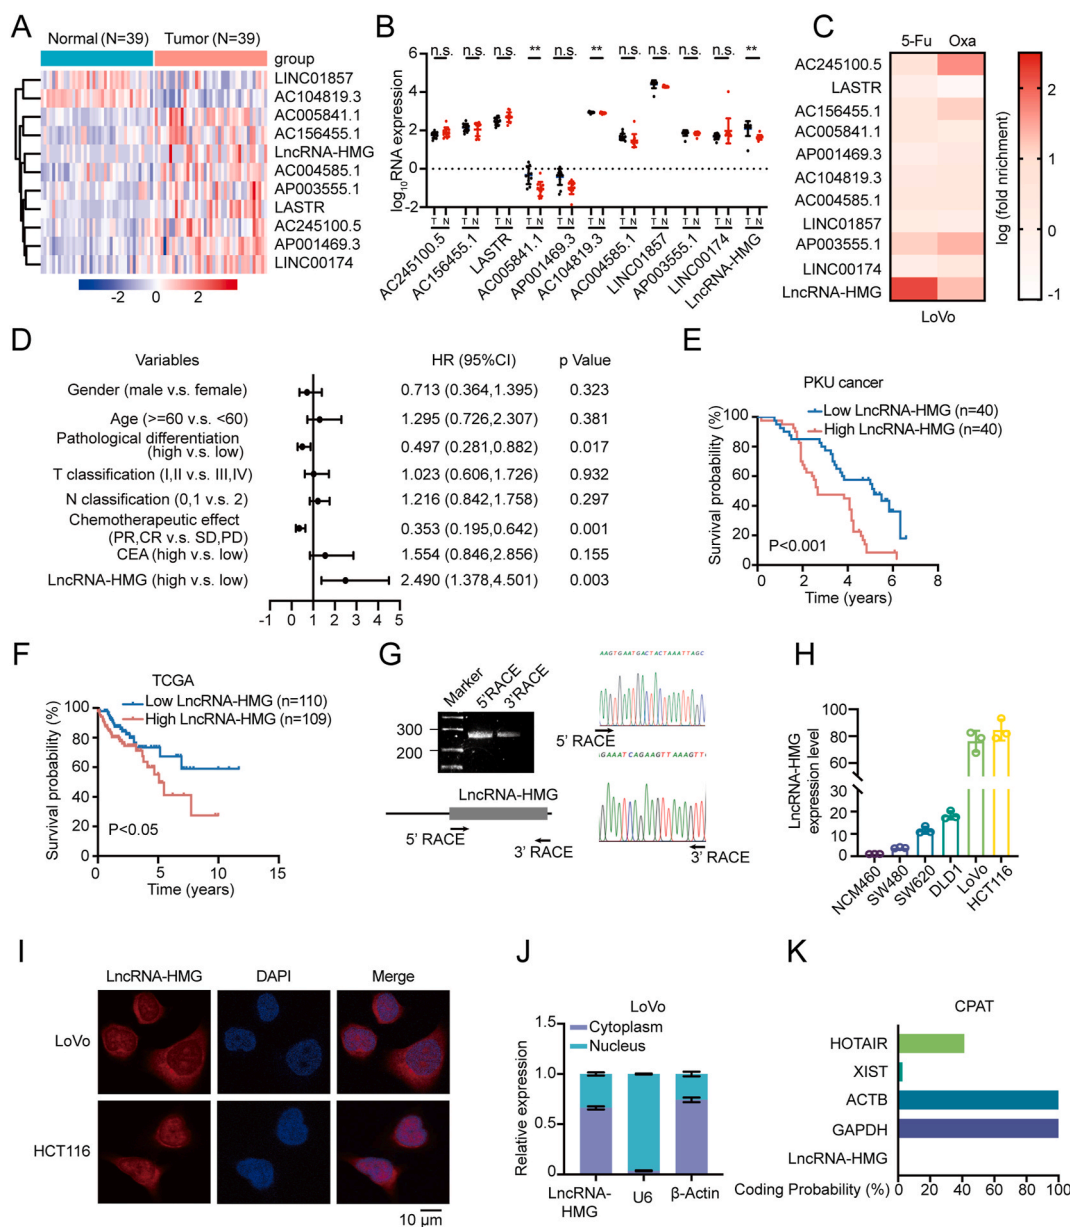 A
Normal (N=39) Tumor (N=39)
group
LINC01857
AC104819.3
AC005841.1
AC156455.1
LncRNA-HMG
AC004585.1
AP003555.1
LASTR
AC245100.5
AP001469.3
LINC00174
-2 0 2
B
n.s. n.s. n.s. ** n.s. ** n.s. n.s. n.s. n.s. **
log10RNA expression
6
4
2
0
-2
T N T N T N T N T N T N T N T N T N T N T N
AC245100.5
AC156455.1
LASTR
AC005841.1
AP001469.3
AC104819.3
AC004585.1
LINC01857
AP003555.1
LINC00174
LncRNA-HMG
C
5-Fu Oxa
AC245100.5
LASTR
AC156455.1
AC005841.1
AP001469.3
AC104819.3
AC004585.1
LINC01857
AP003555.1
LINC00174
LncRNA-HMG
LoVo
2
1
0
-1
log (fold nrichment)
D
Variables HR (95%CI) p Value
Gender (male v.s. female) 0.713 (0.364,1.395) 0.323
Age (>=60 v.s. <60) 1.295 (0.726,2.307) 0.381
Pathological differentiation
(high v.s. low) 0.497 (0.281,0.882) 0.017
T classification (I,II v.s. III,IV) 1.023 (0.606,1.726) 0.932
N classification (0,1 v.s. 2) 1.216 (0.842,1.758) 0.297
Chemotherapeutic effect
(PR,CR v.s. SD,PD) 0.353 (0.195,0.642) 0.001
CEA (high v.s. low) 1.554 (0.846,2.856) 0.155
LncRNA-HMG (high v.s. low) 2.490 (1.378,4.501) 0.003
-1 0 1 2 3 4 5
E
PKU cancer
Low LncRNA-HMG (n=40)
High LncRNA-HMG (n=40)
Survival probability (%)
100
80
60
40
20
0
P<0.001
0 2 4 6 8
Time (years)
F
TCGA
Low LncRNA-HMG (n=110)
High LncRNA-HMG (n=109)
Survival probability (%)
100
80
60
40
20
0
P<0.05
0 5 10 15
Time (years)
G
Marker
5'RACE
3'RACE
300
200
LncRNA-HMG
5' RACE
3' RACE
AAGTGAATGACTACTAAATTAGC
5' RACE
GAAATCAGAAGTTAAAGTT
3' RACE
H
LncRNA-HMG
expression level
80
60
40
30
20
10
0
NCM460
SW480
SW620
DLD1
LoVo
HCT116
I
LncRNA-HMG DAPI Merge
LoVo
HCT116
10 µm
J
LoVo
Cytoplasm
Nucleus
Relative expression
1.5
1.0
0.5
0
LncRNA-
HMG
U6
β-Actin
K
CPAT
HOTAIR
XIST
ACTB
GAPDH
LncRNA-HMG
0 20 40 60 80 100
Coding Probability (%)